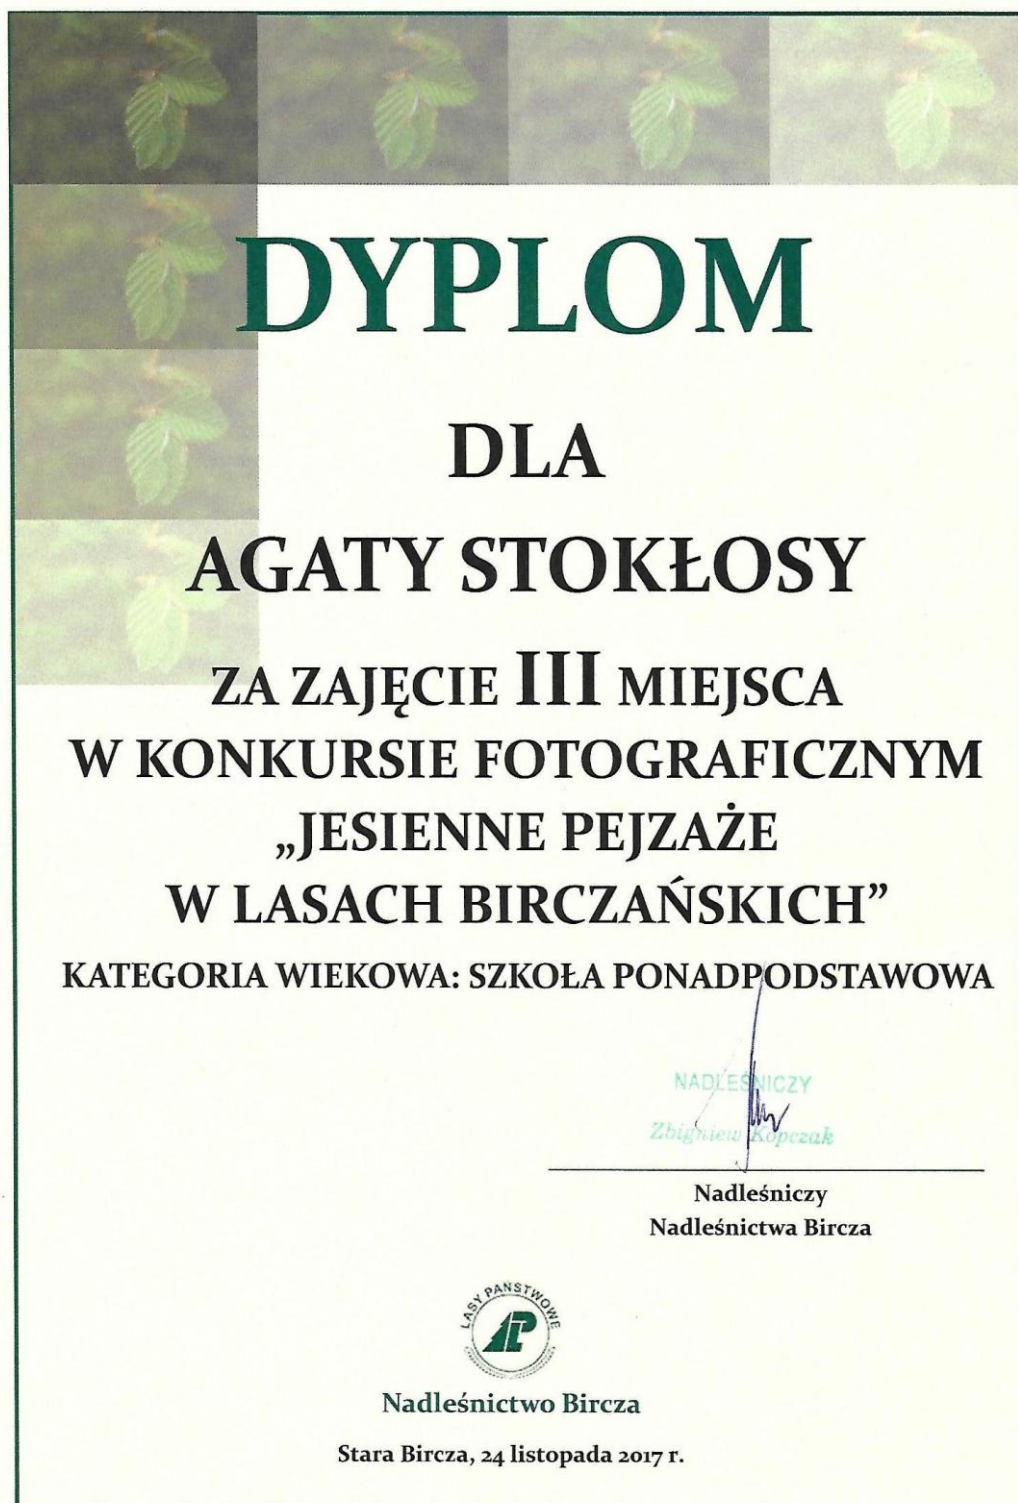 DYPLOM
DLA
AGATY STOKŁOSY
ZA ZAJĘCIE III MIEJSCA
W KONKURSIE FOTOGRAFICZNYM
„JESIENNE PEJZAŻE
W LASACH BIRCZAŃSKICH”
KATEGORIA WIEKOWA: SZKOŁA PONADPODSTAWOWA
NADLEŚNICZY
Zbigniew Kopczak
Nadleśniczy
Nadleśnictwa Bircza
LASY PAŃSTWOWE
Nadleśnictwo Bircza
Stara Bircza, 24 listopada 2017 r.